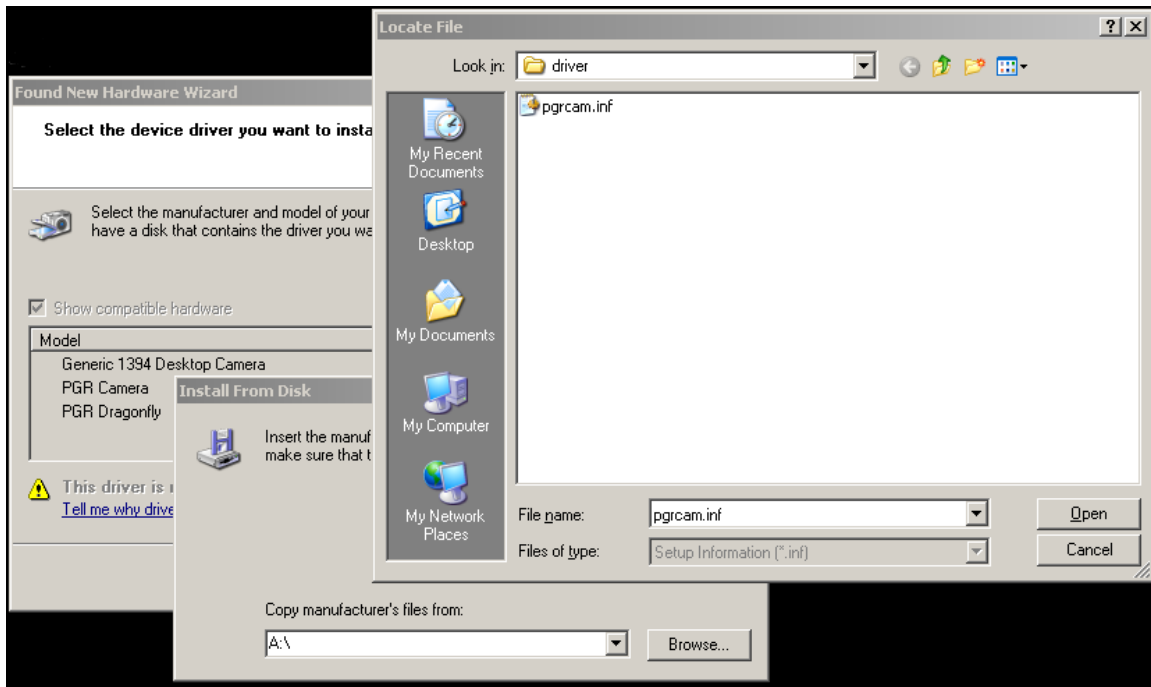 Locate File
Look in:
driver
pgrcam.inf
My Recent
Documents
Desktop
My Documents
My Computer
My Network
Places
File name:
pgrcam.inf
Open
Files of type:
Setup Information (*.inf)
Cancel
Found New Hardware Wizard
Select the device driver you want to insta
Select the manufacturer and model of your
have a disk that contains the driver you wa
Show compatible hardware
Model
Generic 1394 Desktop Camera
PGR Camera
PGR Dragonfly
This driver is
Tell me why drive
Install From Disk
Insert the manuf
make sure that t
Copy manufacturer's files from:
A:\
Browse...